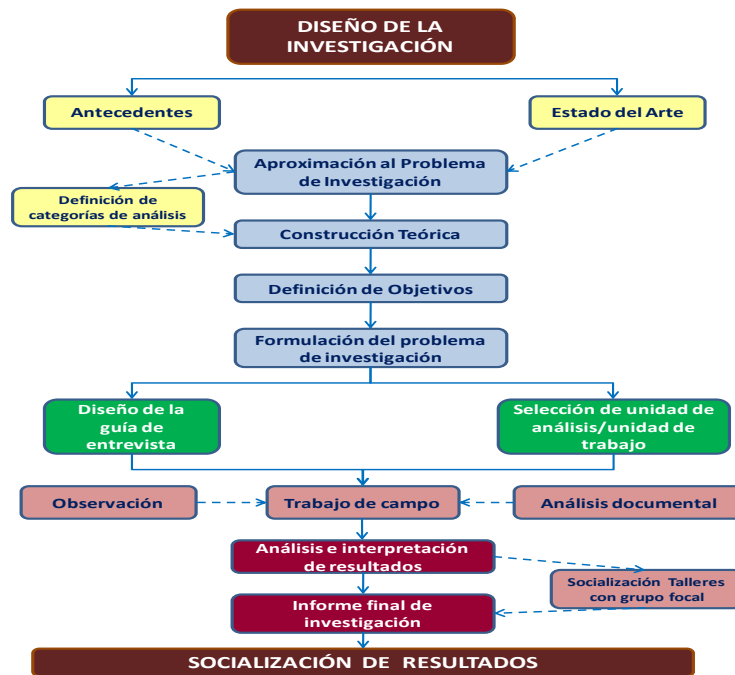 DISEÑO DE LA
INVESTIGACIÓN
Antecedentes
Estado del Arte
Aproximación al Problema
de Investigación
Definición de
categorías de análisis
Construcción Teórica
Definición de Objetivos
Formulación del problema
de investigación
Diseño de la
guía de
entrevista
Selección de unidad de
análisis/unidad de
trabajo
Observación
Trabajo de campo
Análisis documental
Análisis e interpretación
de resultados
Socialización Talleres
con grupo focal
Informe final de
investigación
SOCIALIZACIÓN DE RESULTADOS